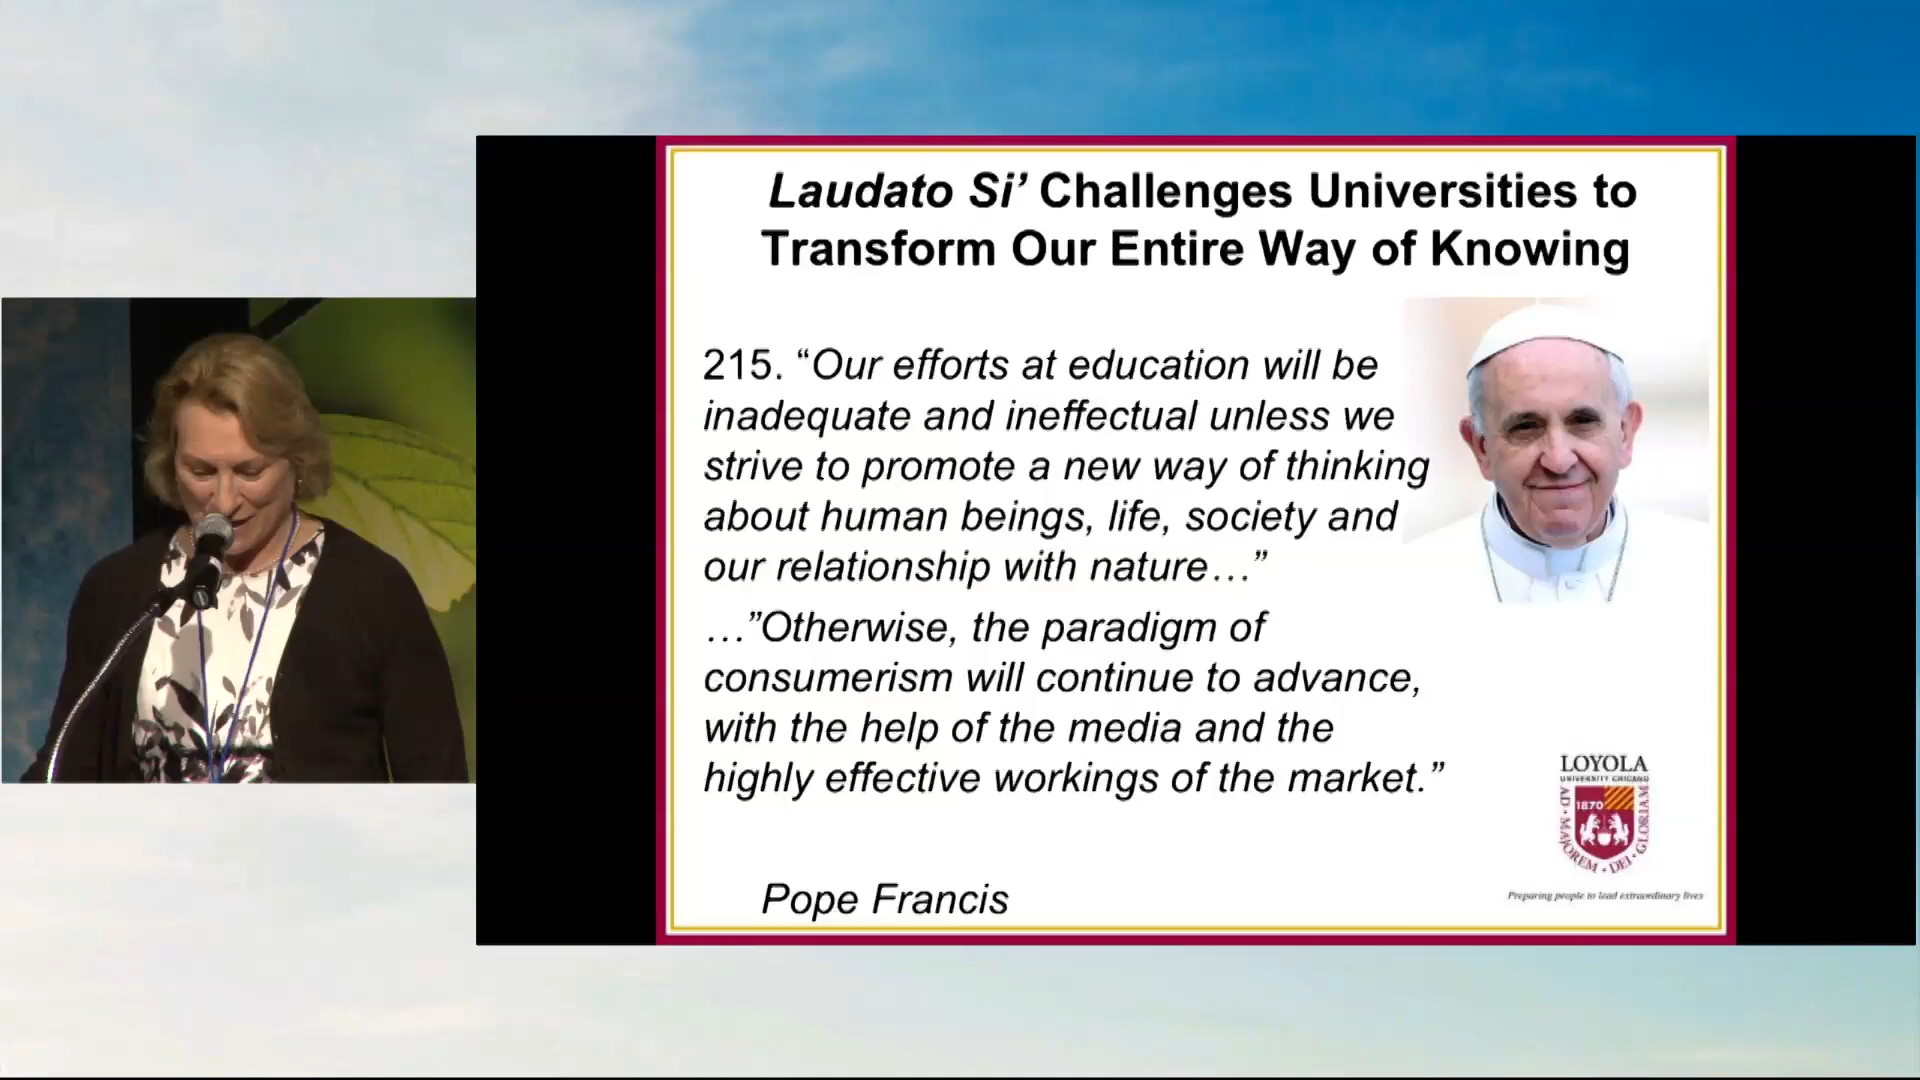 Laudato Si’ Challenges Universities to
Transform Our Entire Way of Knowing
215. “Our efforts at education will be
inadequate and ineffectual unless we
strive to promote a new way of thinking
about human beings, life, society and
our relationship with nature…”
…”Otherwise, the paradigm of
consumerism will continue to advance,
with the help of the media and the
highly effective workings of the market.”
Pope Francis
LOYOLA
UNIVERSITY CHICAGO
1870
AD • MAJOREM • DEI • GLORIAM
Preparing people to lead extraordinary lives